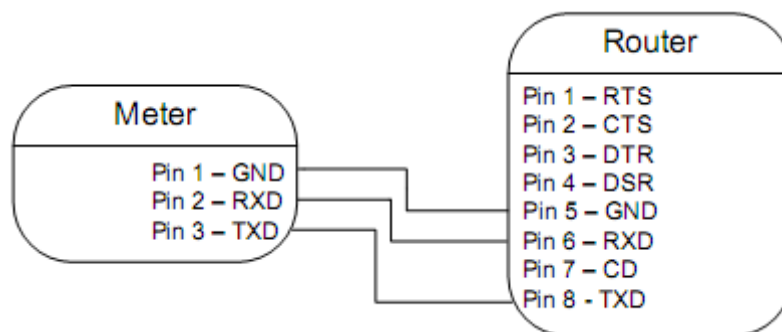 Router
Pin 1 – RTS
Pin 2 – CTS
Pin 3 – DTR
Pin 4 – DSR
Pin 5 – GND
Pin 6 – RXD
Pin 7 – CD
Pin 8 - TXD
Meter
Pin 1 – GND
Pin 2 – RXD
Pin 3 – TXD